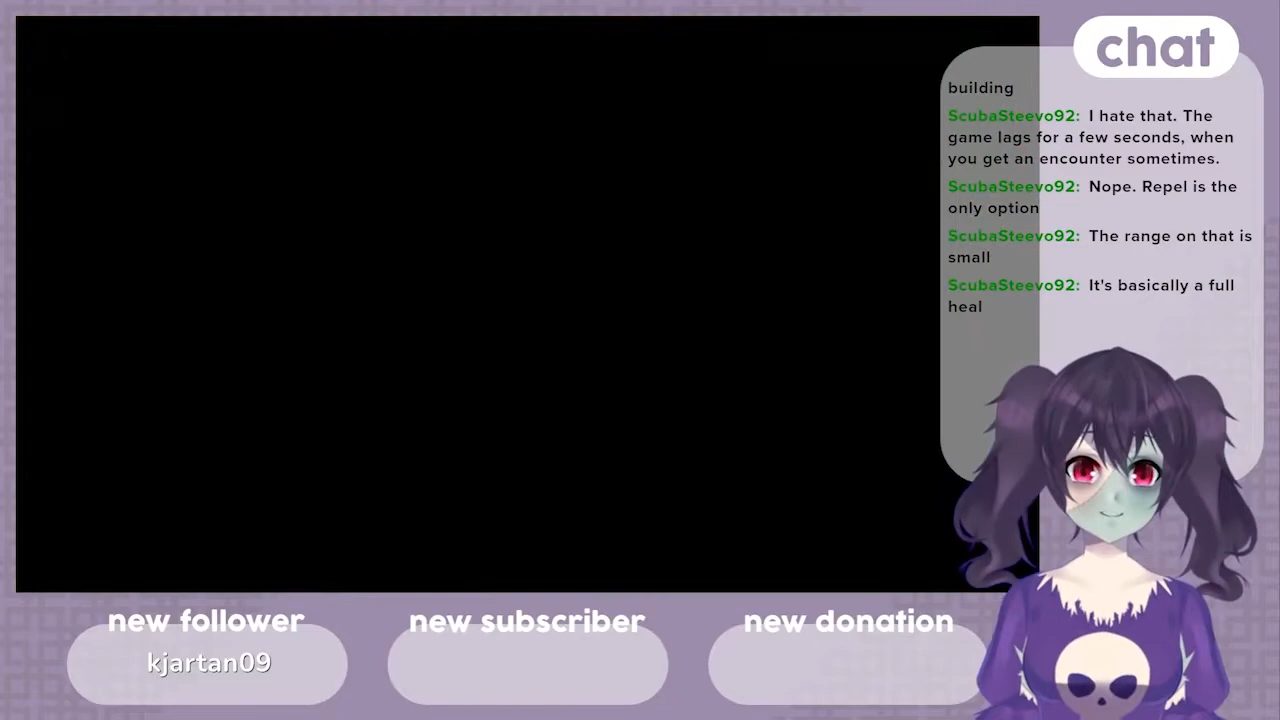 chat
building
ScubaSteevo92: I hate that. The
game lags for a few seconds, when
you get an encounter sometimes.
ScubaSteevo92: Nope. Repel is the
only option
ScubaSteevo92: The range on that is
small
ScubaSteevo92: It's basically a full
heal
new follower
kjartan09
new subscriber
new donation